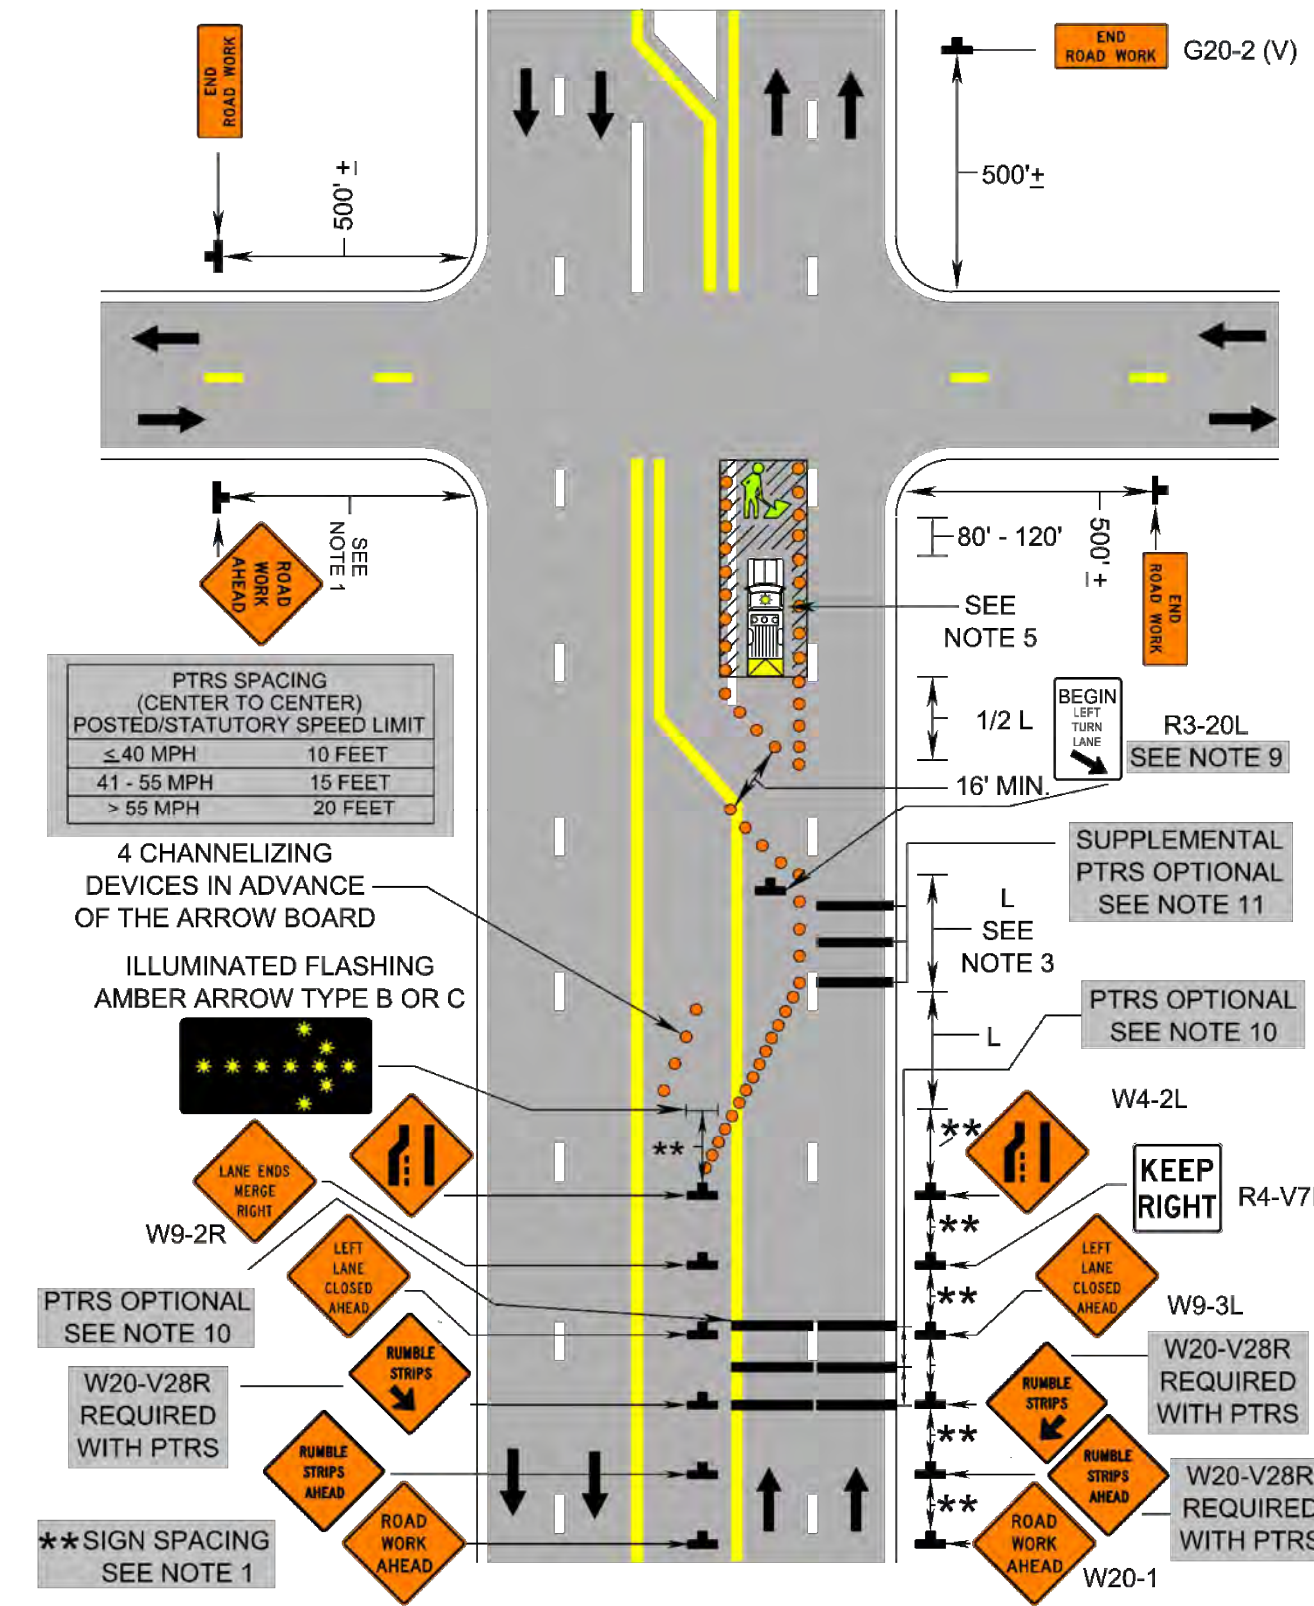 END
ROAD WORK
END
ROAD WORK
G20-2 (V)
500' ±
500'±
SEE
NOTE 1
ROAD
WORK
AHEAD
80' - 120'
500' ±
END
ROAD WORK
SEE
NOTE 5
PTRS SPACING
(CENTER TO CENTER)
POSTED/STATUTORY SPEED LIMIT
≤40 MPH 10 FEET
41 - 55 MPH 15 FEET
> 55 MPH 20 FEET
1/2 L
BEGIN
LEFT
TURN
LANE
R3-20L
SEE NOTE 9
16' MIN.
4 CHANNELIZING
DEVICES IN ADVANCE
OF THE ARROW BOARD
SUPPLEMENTAL
PTRS OPTIONAL
SEE NOTE 11
L
SEE
NOTE 3
ILLUMINATED FLASHING
AMBER ARROW TYPE B OR C
PTRS OPTIONAL
SEE NOTE 10
L
W4-2L
**
**
LANE ENDS
MERGE
RIGHT
W9-2R
KEEP
RIGHT
R4-V7
**
LEFT
LANE
CLOSED
AHEAD
LEFT
LANE
CLOSED
AHEAD
W9-3L
**
PTRS OPTIONAL
SEE NOTE 10
RUMBLE
STRIPS
W20-V28R
REQUIRED
WITH PTRS
RUMBLE
STRIPS
W20-V28R
REQUIRED
WITH PTRS
**
RUMBLE
STRIPS
AHEAD
RUMBLE
STRIPS
AHEAD
W20-V28R
REQUIRED
WITH PTRS
**
ROAD
WORK
AHEAD
ROAD
WORK
AHEAD
W20-1
**SIGN SPACING
SEE NOTE 1